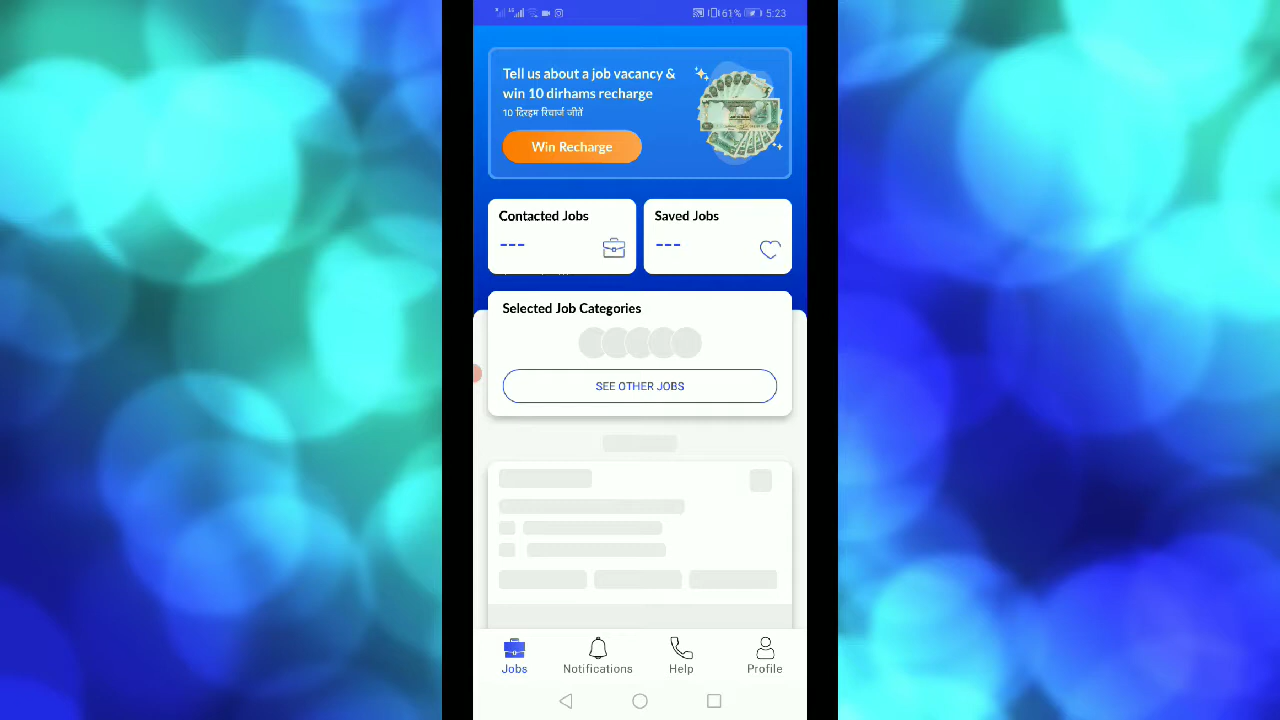 61% 5:23
Tell us about a job vacancy &
win 10 dirhams recharge
10 दिरहम रिचार्ज जीतें
Win Recharge
Contacted Jobs
---
Saved Jobs
---
Selected Job Categories
SEE OTHER JOBS
Jobs
Notifications
Help
Profile